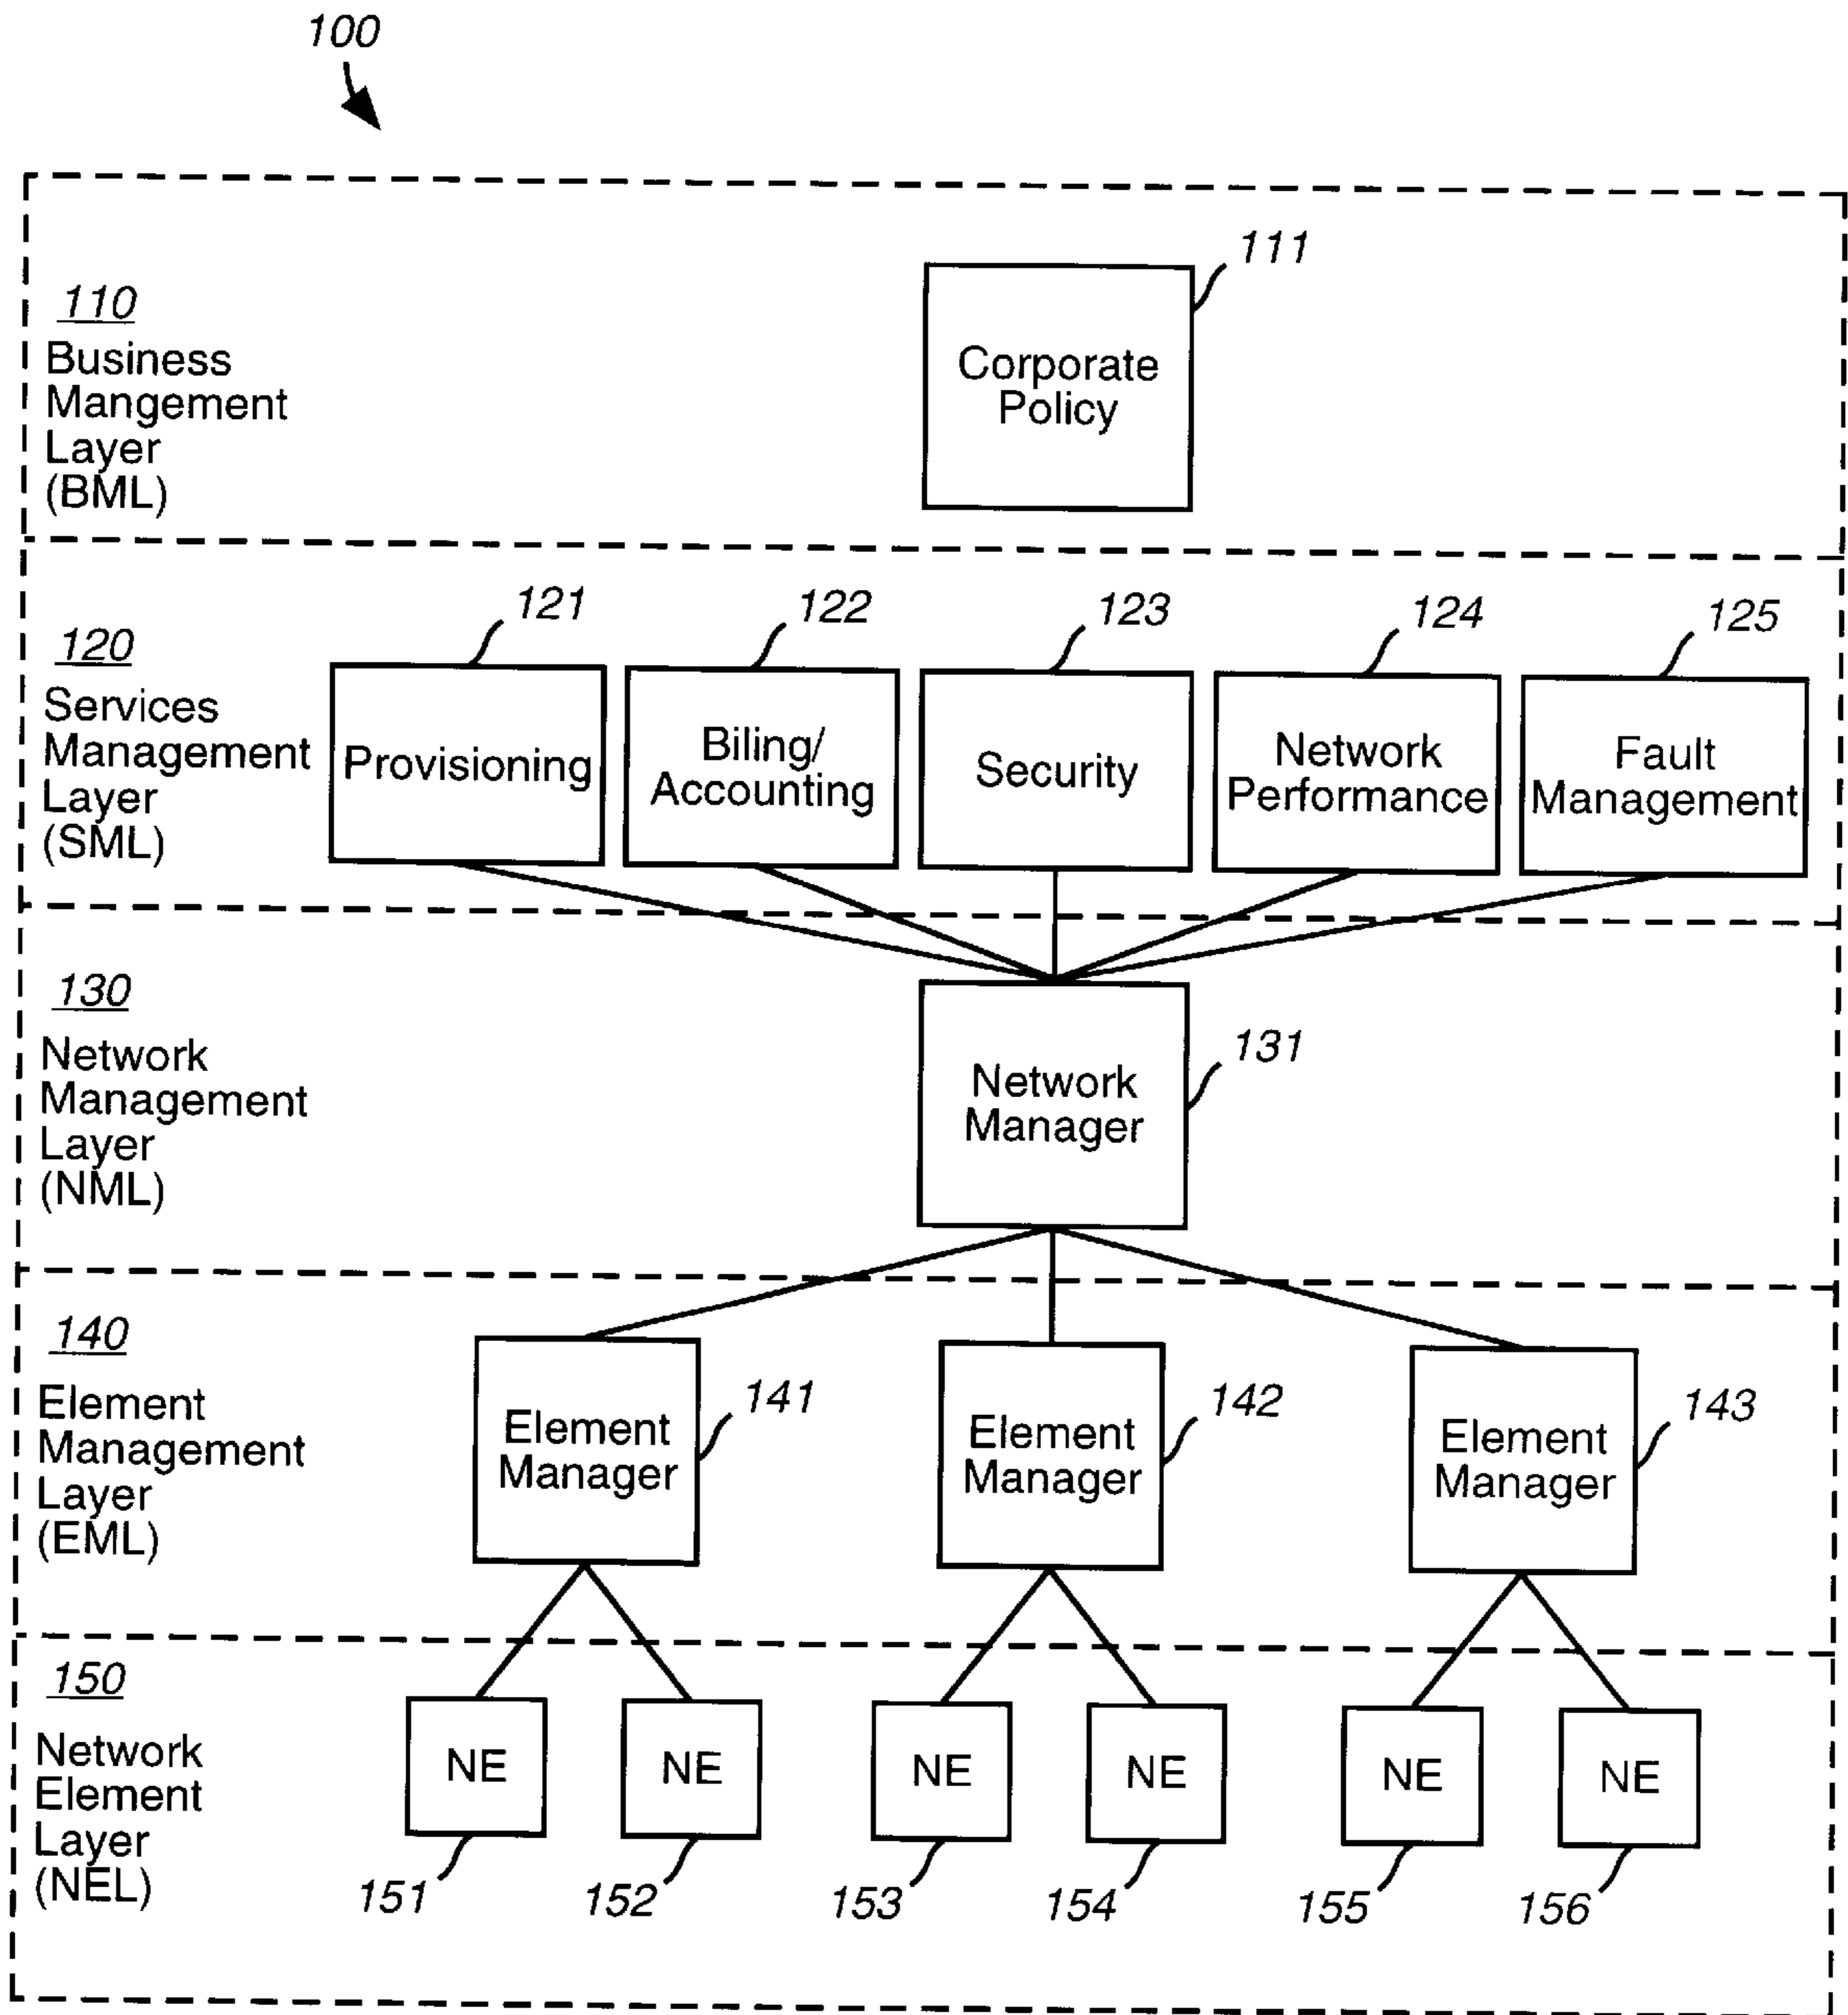 100
111
110
Business
Mangement
Layer
(BML)
Corporate
Policy
121
122
123
124
125
120
Services
Management
Layer
(SML)
Provisioning
Biling/
Accounting
Security
Network
Performance
Fault
Management
130
Network
Management
Layer
(NML)
Network
Manager
131
140
Element
Management
Layer
(EML)
Element
Manager
141
Element
Manager
142
Element
Manager
143
150
Network
Element
Layer
(NEL)
NE
NE
NE
NE
NE
NE
151
152
153
154
155
156